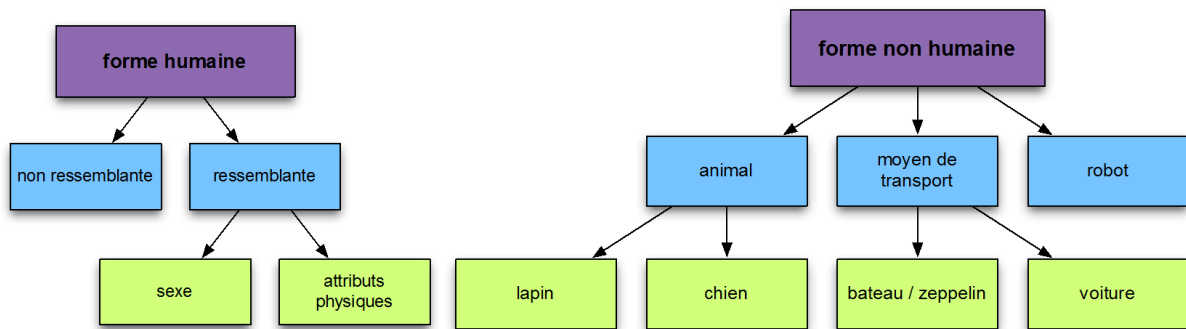 forme humaine
forme non humaine
non ressemblante
ressemblante
animal
moyen de
transport
robot
sexe
attributs
physiques
lapin
chien
bateau / zeppelin
voiture